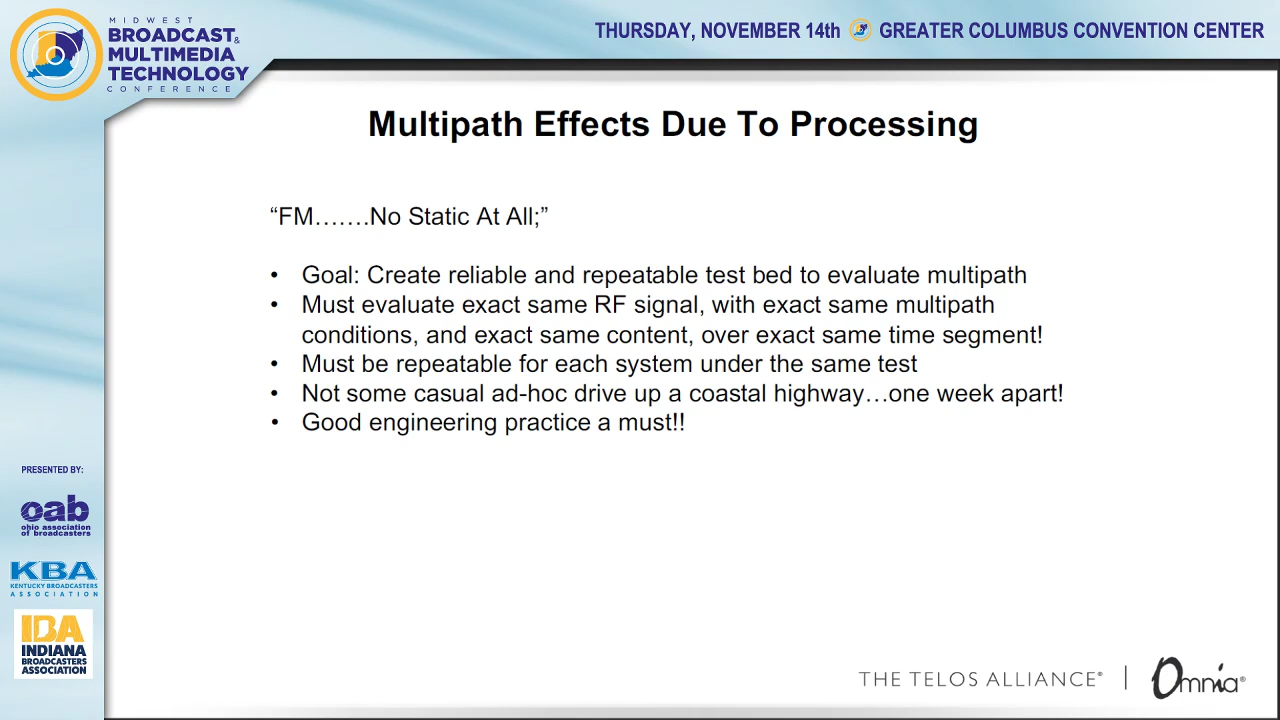 MIDWEST
BROADCAST&
MULTIMEDIA
TECHNOLOGY
CONFERENCE
THURSDAY, NOVEMBER 14th GREATER COLUMBUS CONVENTION CENTER
Multipath Effects Due To Processing
“FM…….No Static At All;”
• Goal: Create reliable and repeatable test bed to evaluate multipath
• Must evaluate exact same RF signal, with exact same multipath
conditions, and exact same content, over exact same time segment!
• Must be repeatable for each system under the same test
• Not some casual ad-hoc drive up a coastal highway…one week apart!
• Good engineering practice a must!!
PRESENTED BY:
oab
ohio association
of broadcasters
KBA
KENTUCKY BROADCASTERS
ASSOCIATION
IBA
INDIANA
BROADCASTERS
ASSOCIATION
THE TELOS ALLIANCE® | Omnia®